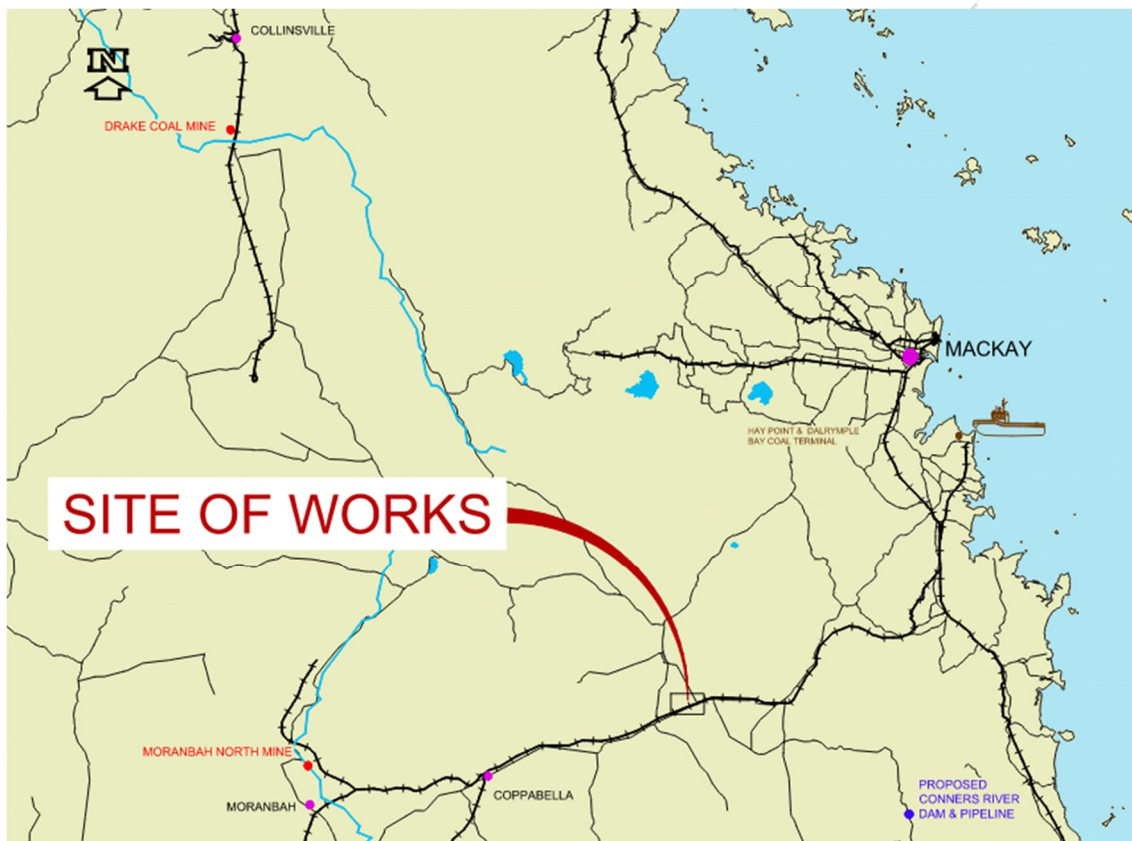 COLLINSVILLE
N
DRAKE COAL MINE
MACKAY
HAY POINT & DALRYMPLE
BAY COAL TERMINAL
SITE OF WORKS
MORANBAH NORTH MINE
MORANBAH
COPPABELLA
PROPOSED
CONNERS RIVER
DAM & PIPELINE